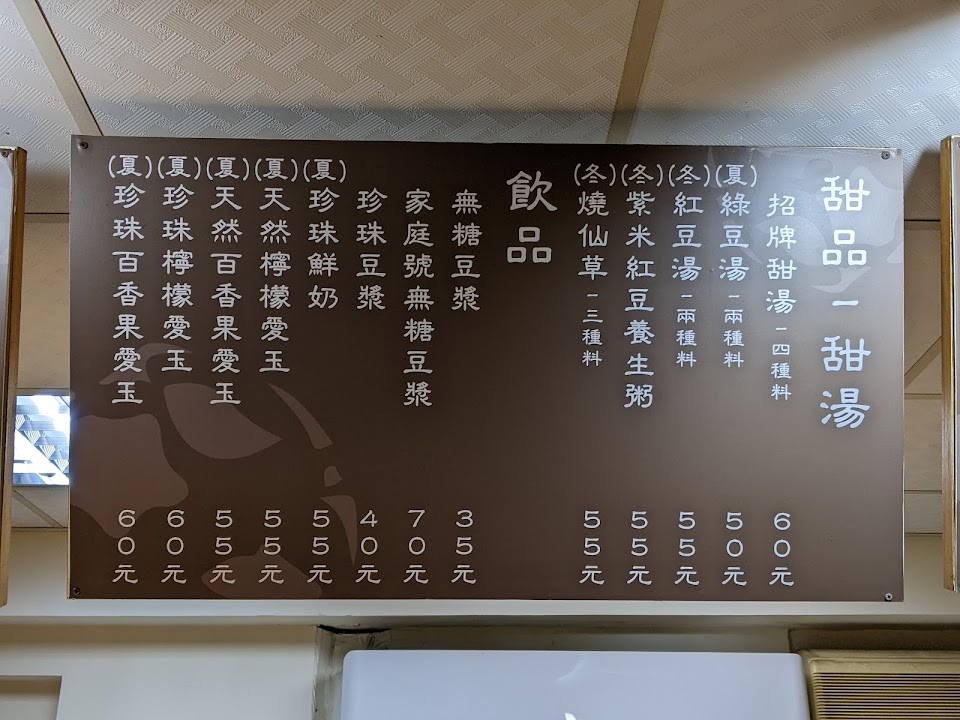 甜品－甜湯
招牌甜湯－四種料 60元
(夏)綠豆湯－兩種料 50元
(冬)紅豆湯－兩種料 55元
(冬)紫米紅豆養生粥 55元
(冬)燒仙草－三種料 55元
飲品
無糖豆漿 35元
家庭號無糖豆漿 70元
珍珠豆漿 40元
(夏)珍珠鮮奶 55元
(夏)天然檸檬愛玉 55元
(夏)天然百香果愛玉 55元
(夏)珍珠檸檬愛玉 60元
(夏)珍珠百香果愛玉 60元